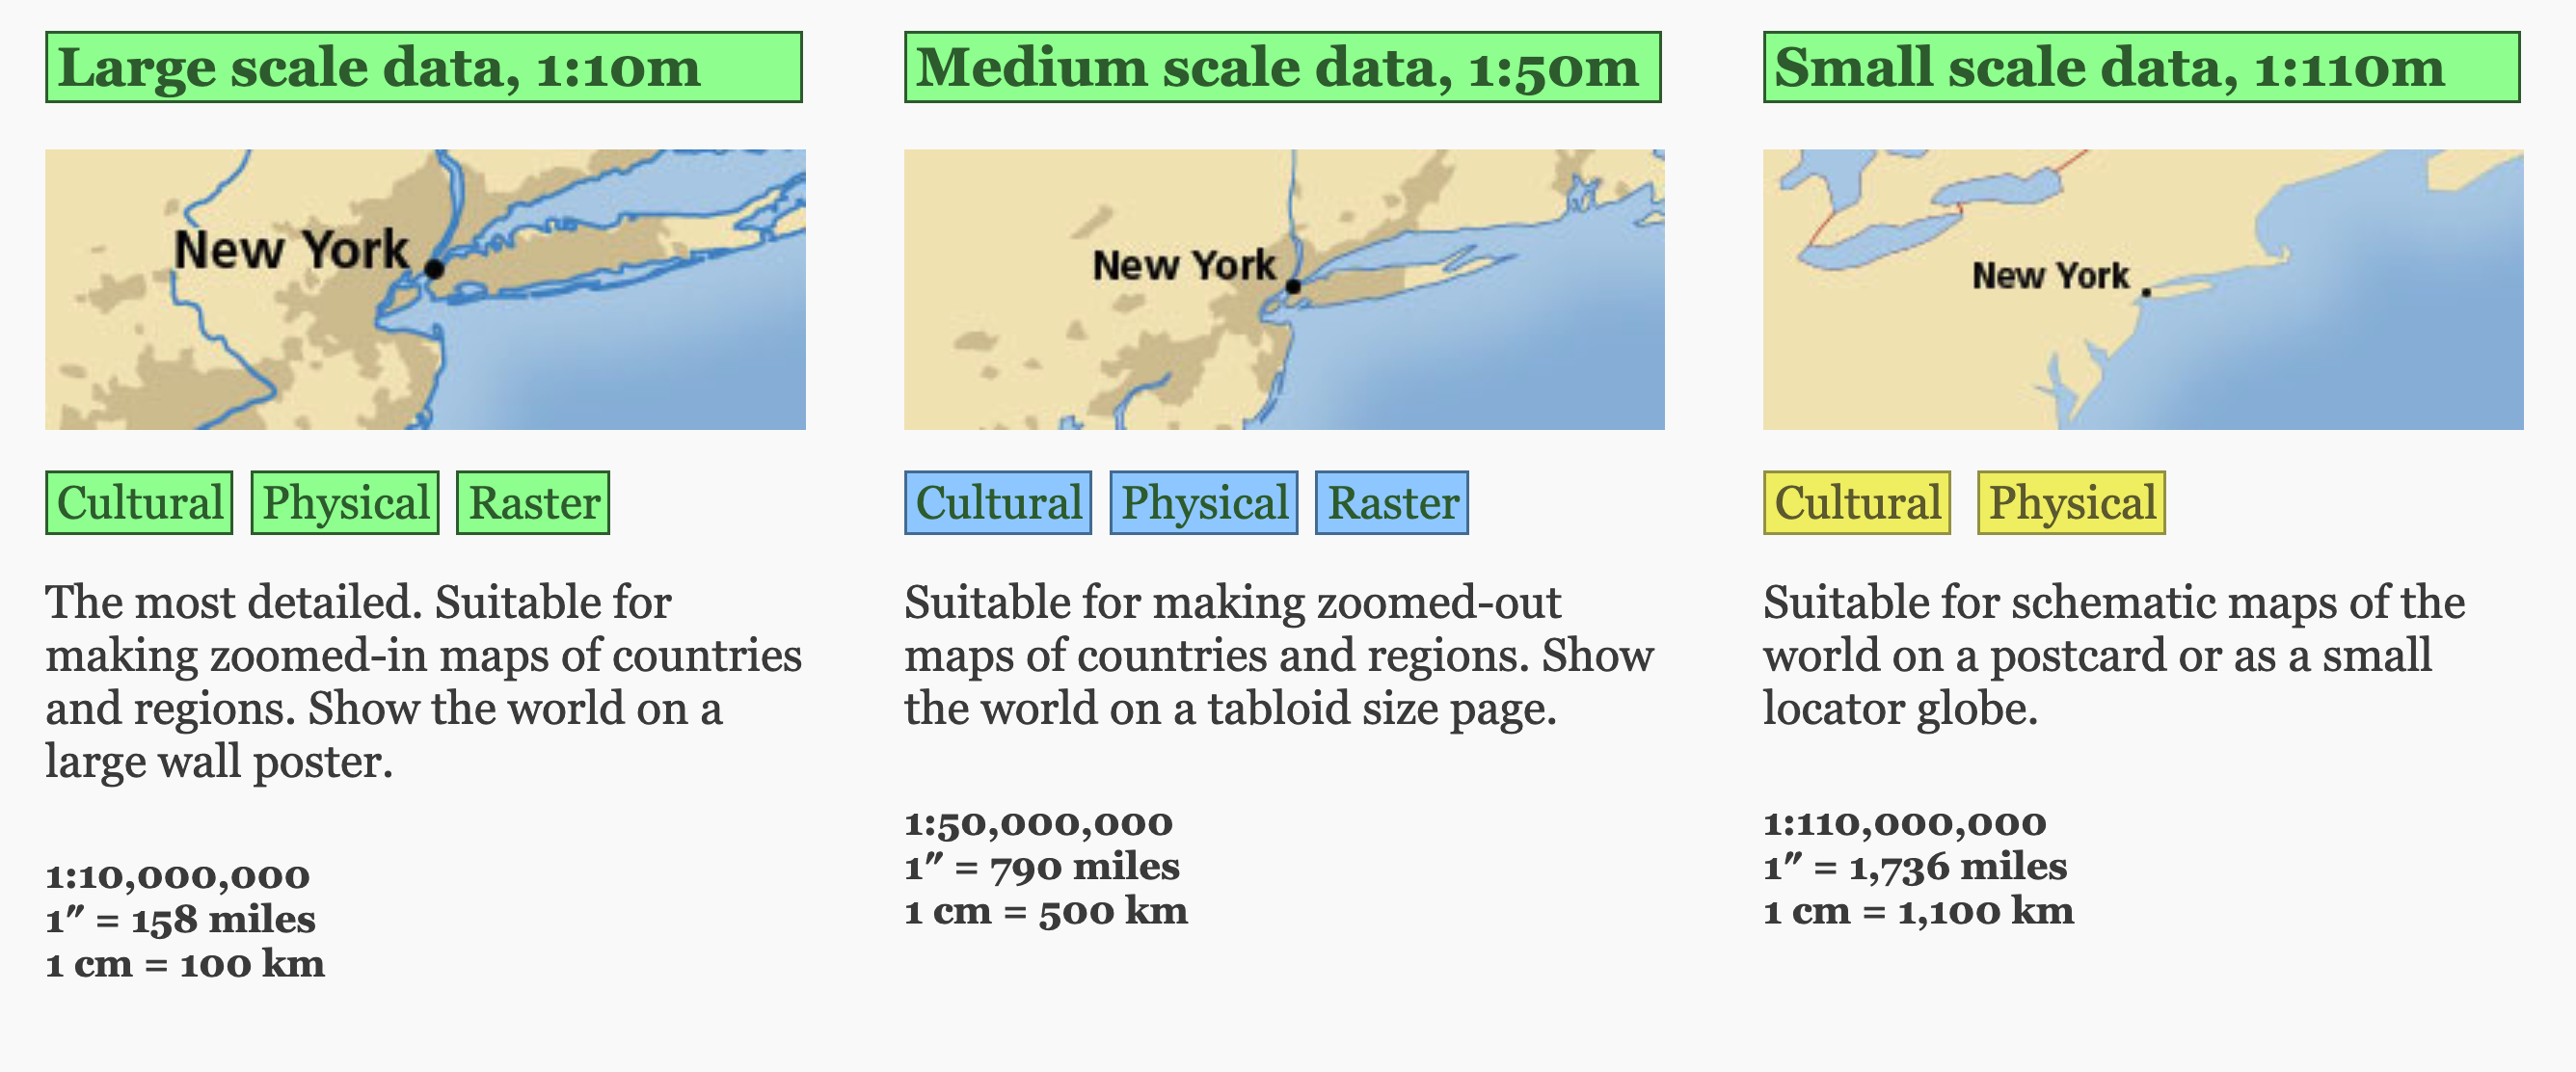 Large scale data, 1:10m
New York
Cultural Physical Raster
The most detailed. Suitable for
making zoomed-in maps of countries
and regions. Show the world on a
large wall poster.
1:10,000,000
1″ = 158 miles
1 cm = 100 km
Medium scale data, 1:50m
New York
Cultural Physical Raster
Suitable for making zoomed-out
maps of countries and regions. Show
the world on a tabloid size page.
1:50,000,000
1″ = 790 miles
1 cm = 500 km
Small scale data, 1:110m
New York
Cultural Physical
Suitable for schematic maps of the
world on a postcard or as a small
locator globe.
1:110,000,000
1″ = 1,736 miles
1 cm = 1,100 km